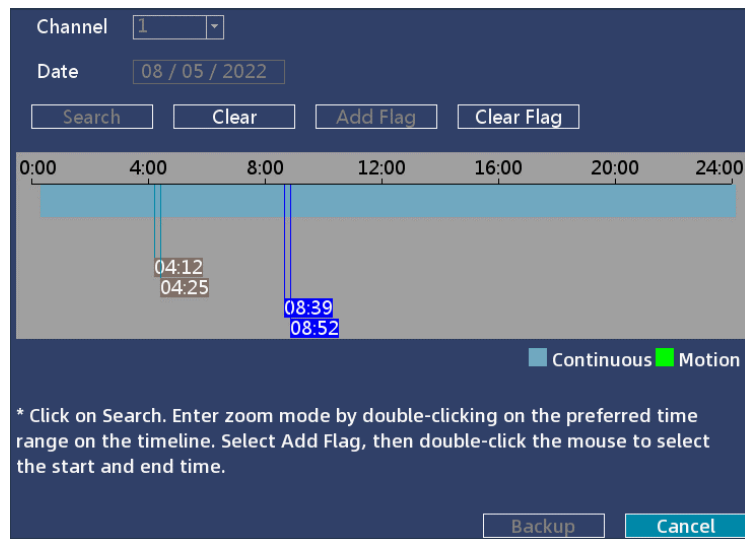 Channel 1
Date 08 / 05 / 2022
Search Clear Add Flag Clear Flag
0:00 4:00 8:00 12:00 16:00 20:00 24:00
04:12
04:25
08:39
08:52
Continuous Motion
* Click on Search. Enter zoom mode by double-clicking on the preferred time
range on the timeline. Select Add Flag, then double-click the mouse to select
the start and end time.
Backup Cancel